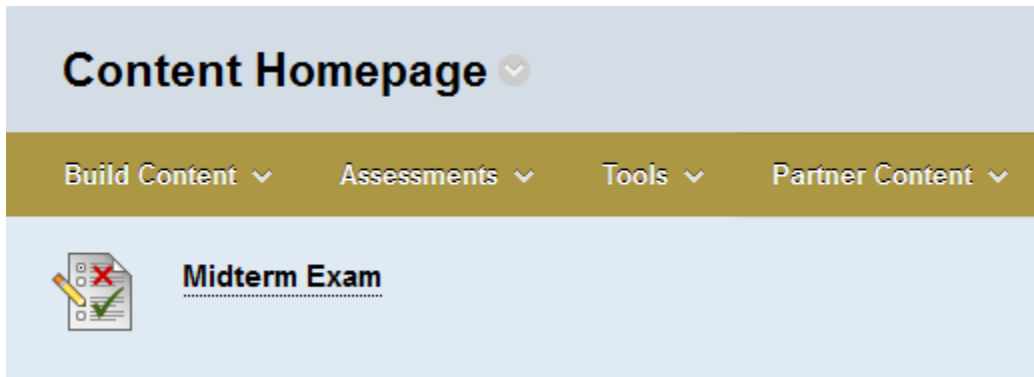 Content Homepage
Build Content Assessments Tools Partner Content
Midterm Exam